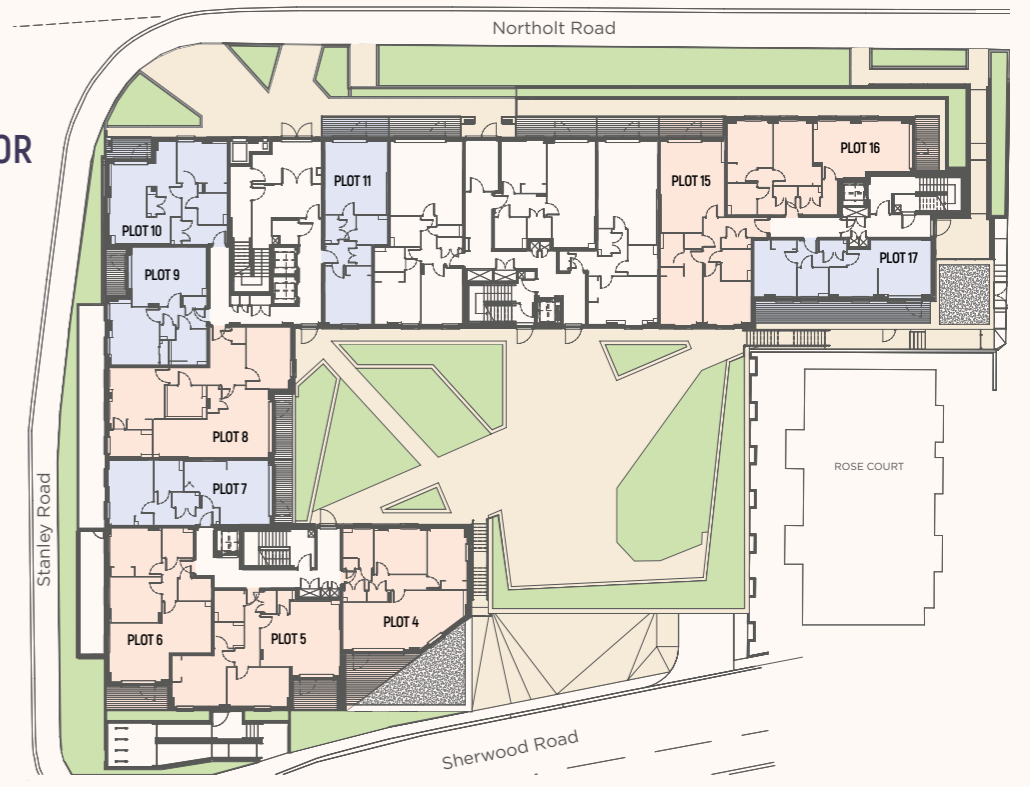 Northolt Road
OR
PLOT 16
PLOT 11
PLOT 15
PLOT 10
PLOT 17
PLOT 9
PLOT 8
ROSE COURT
PLOT 7
Stanley Road
PLOT 4
PLOT 6
PLOT 5
Sherwood Road